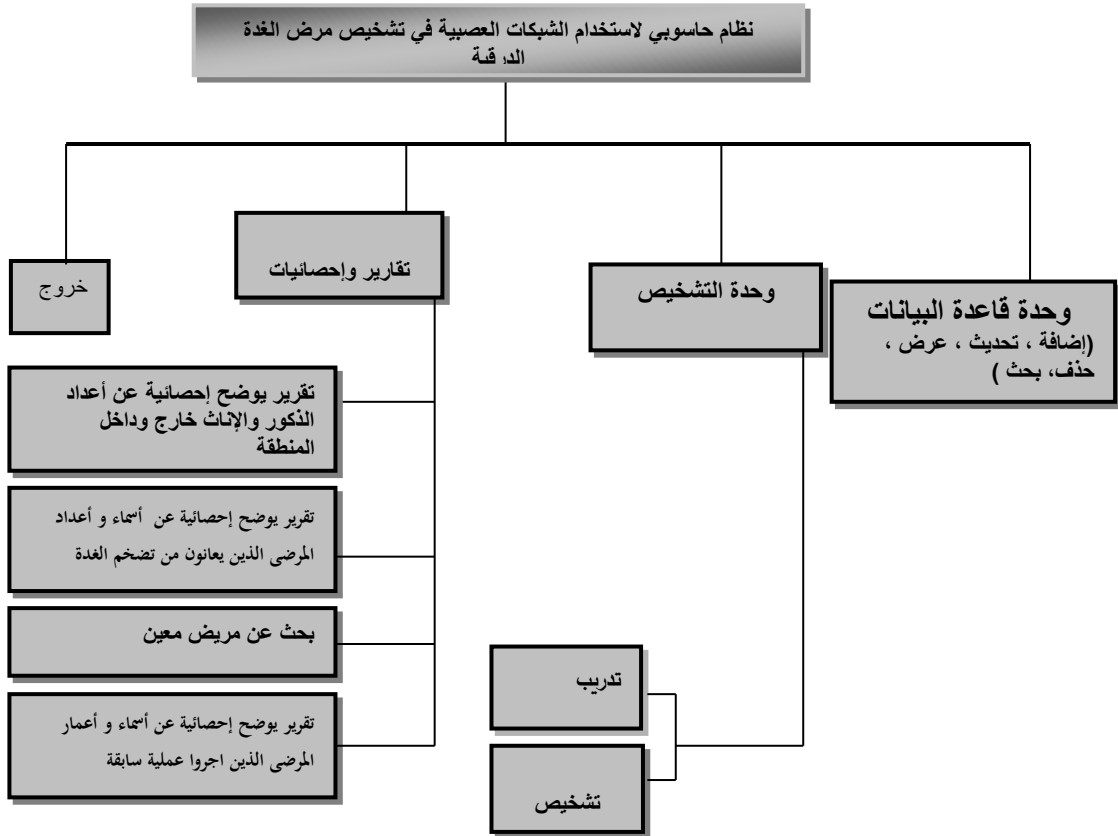 نظام حاسوبي لاستخدام الشبكات العصبية في تشخيص مرض الغدة
الدرقية
وحدة قاعدة البيانات
(إضافة ، تحديث ، عرض ،
حذف، بحث )
وحدة التشخيص
تقارير وإحصائيات
خروج
تقرير يوضح إحصائية عن أعداد
الذكور والإناث خارج وداخل
المنطقة
تقرير يوضح إحصائية عن أسماء و أعداد
المرضى الذين يعانون من تضخم الغدة
بحث عن مريض معين
تقرير يوضح إحصائية عن أسماء و أعمار
المرضى الذين اجروا عملية سابقة
تدريب
تشخيص